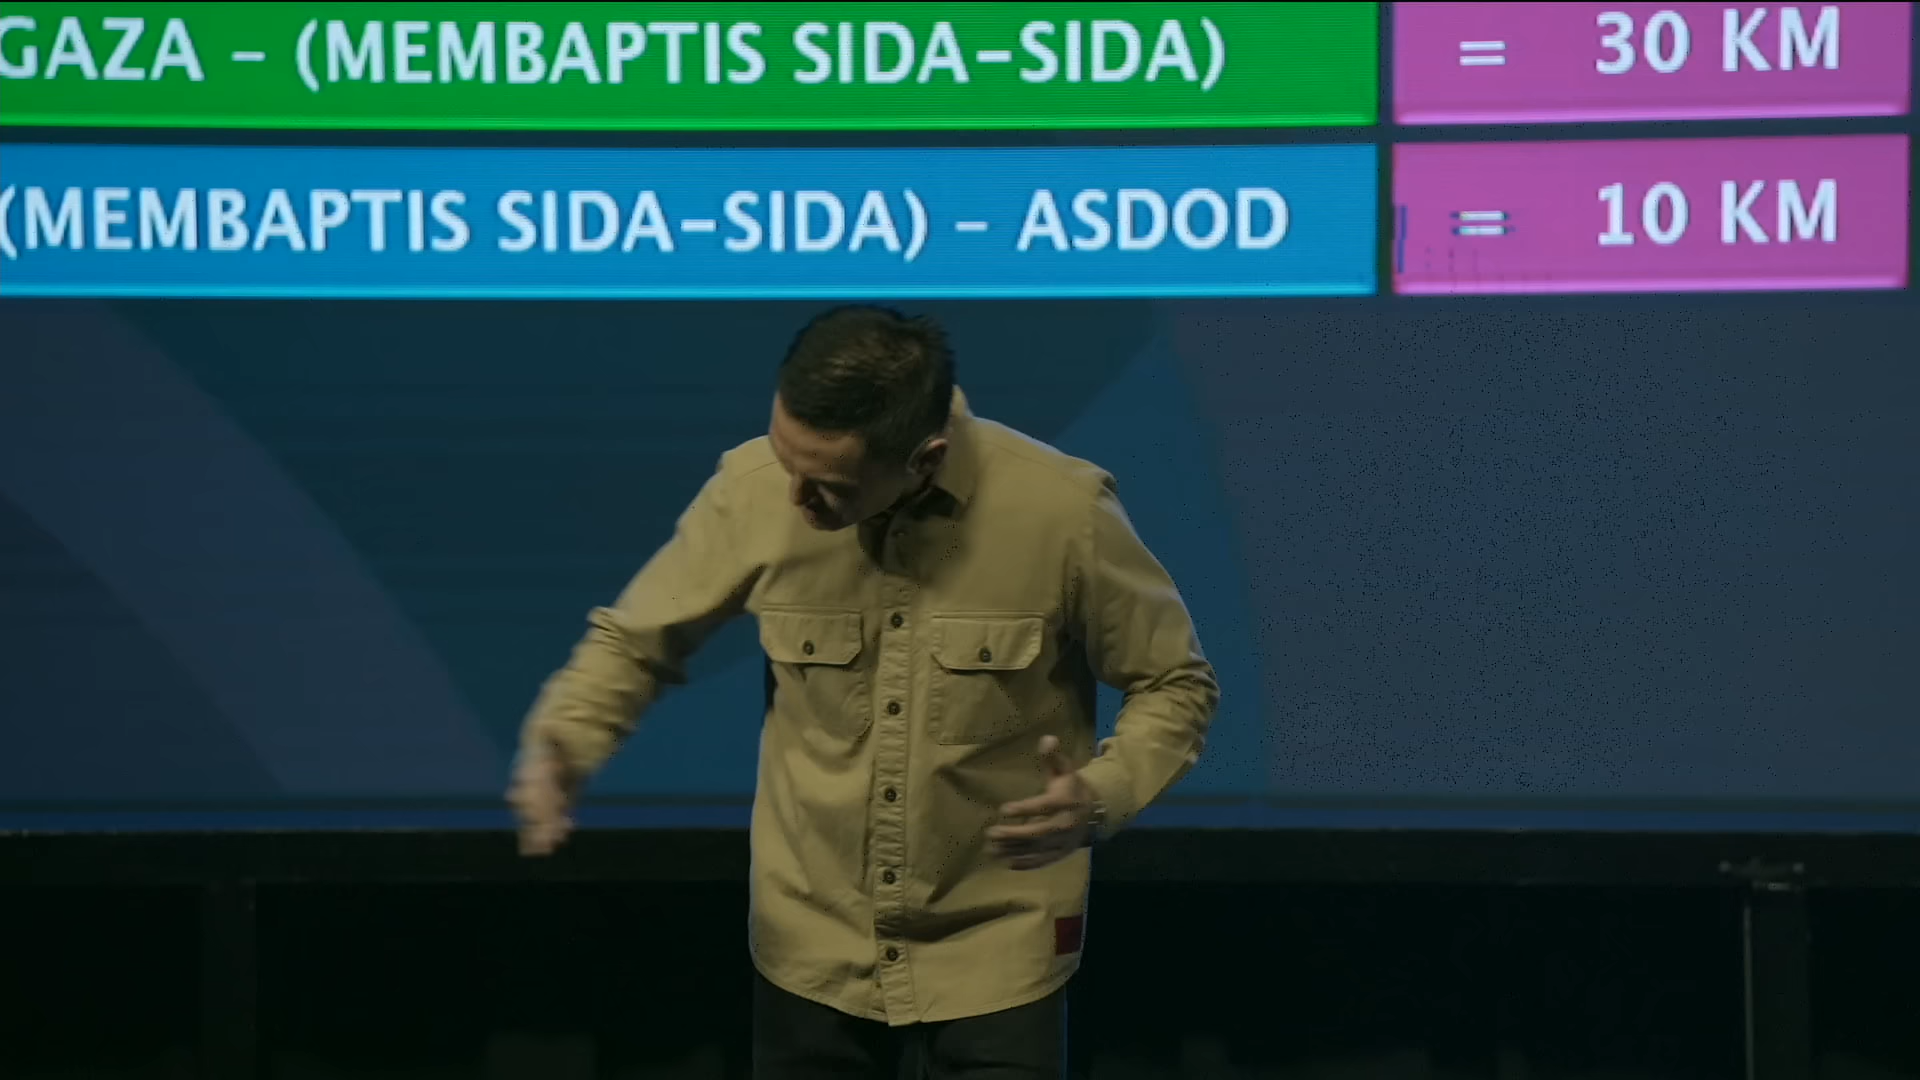 GAZA – (MEMBAPTIS SIDA-SIDA) = 30 KM
(MEMBAPTIS SIDA-SIDA) – ASDOD = 10 KM